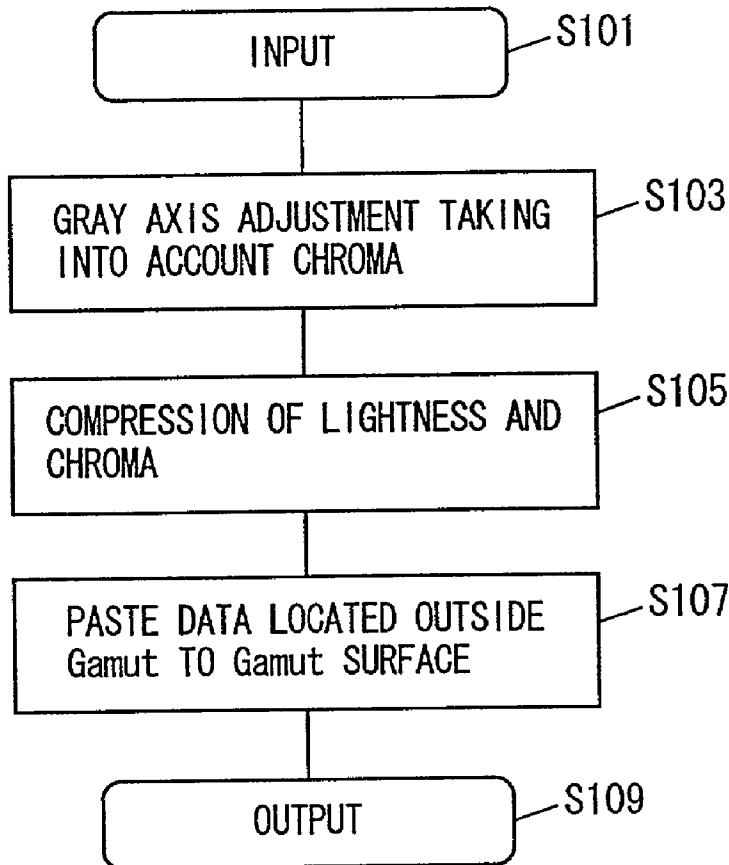 INPUT
S101
GRAY AXIS ADJUSTMENT TAKING
INTO ACCOUNT CHROMA
S103
COMPRESSION OF LIGHTNESS AND
CHROMA
S105
PASTE DATA LOCATED OUTSIDE
Gamut TO Gamut SURFACE
S107
OUTPUT
S109